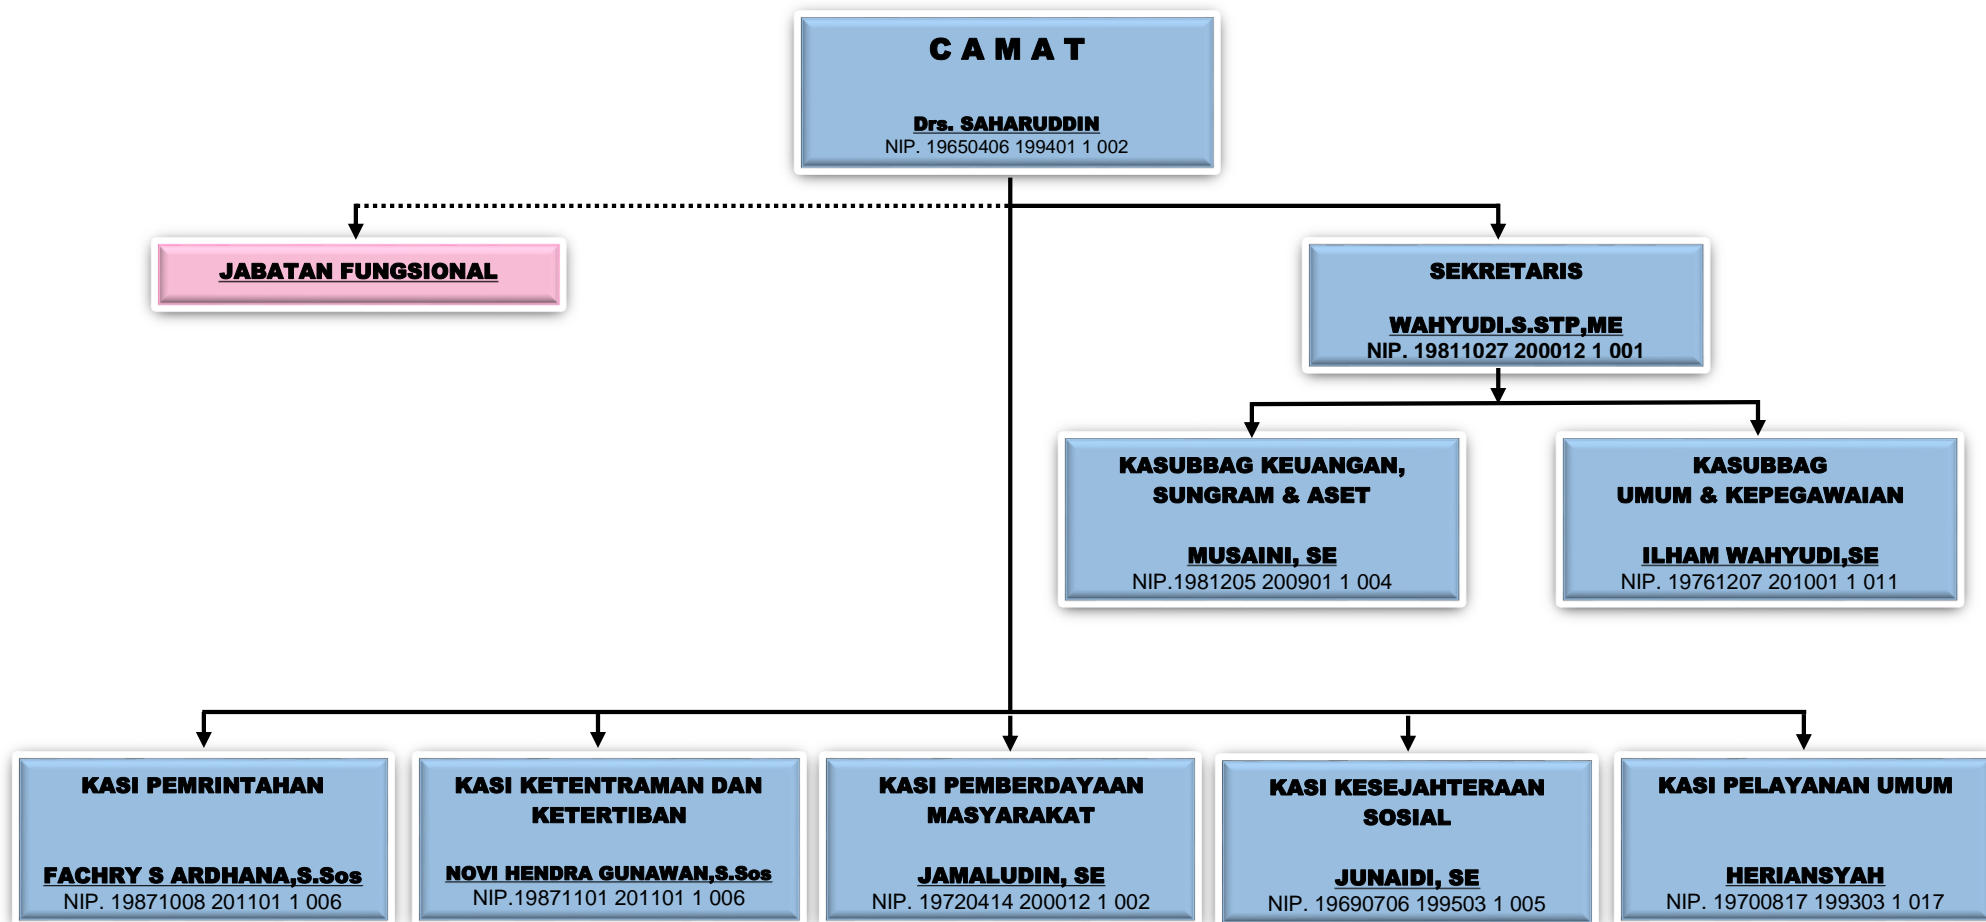 C A M A T
Drs. SAHARUDDIN
NIP. 19650406 199401 1 002
JABATAN FUNGSIONAL
SEKRETARIS
WAHYUDI.S.STP,ME
NIP. 19811027 200012 1 001
KASUBBAG KEUANGAN,
SUNGRAM & ASET
MUSAINI, SE
NIP.1981205 200901 1 004
KASUBBAG
UMUM & KEPEGAWAIAN
ILHAM WAHYUDI,SE
NIP. 19761207 201001 1 011
KASI PEMRINTAHAN
FACHRY S ARDHANA,S.Sos
NIP. 19871008 201101 1 006
KASI KETENTRAMAN DAN
KETERTIBAN
NOVI HENDRA GUNAWAN,S.Sos
NIP.19871101 201101 1 006
KASI PEMBERDAYAAN
MASYARAKAT
JAMALUDIN, SE
NIP. 19720414 200012 1 002
KASI KESEJAHTERAAN
SOSIAL
JUNAIDI, SE
NIP. 19690706 199503 1 005
KASI PELAYANAN UMUM
HERIANSYAH
NIP. 19700817 199303 1 017